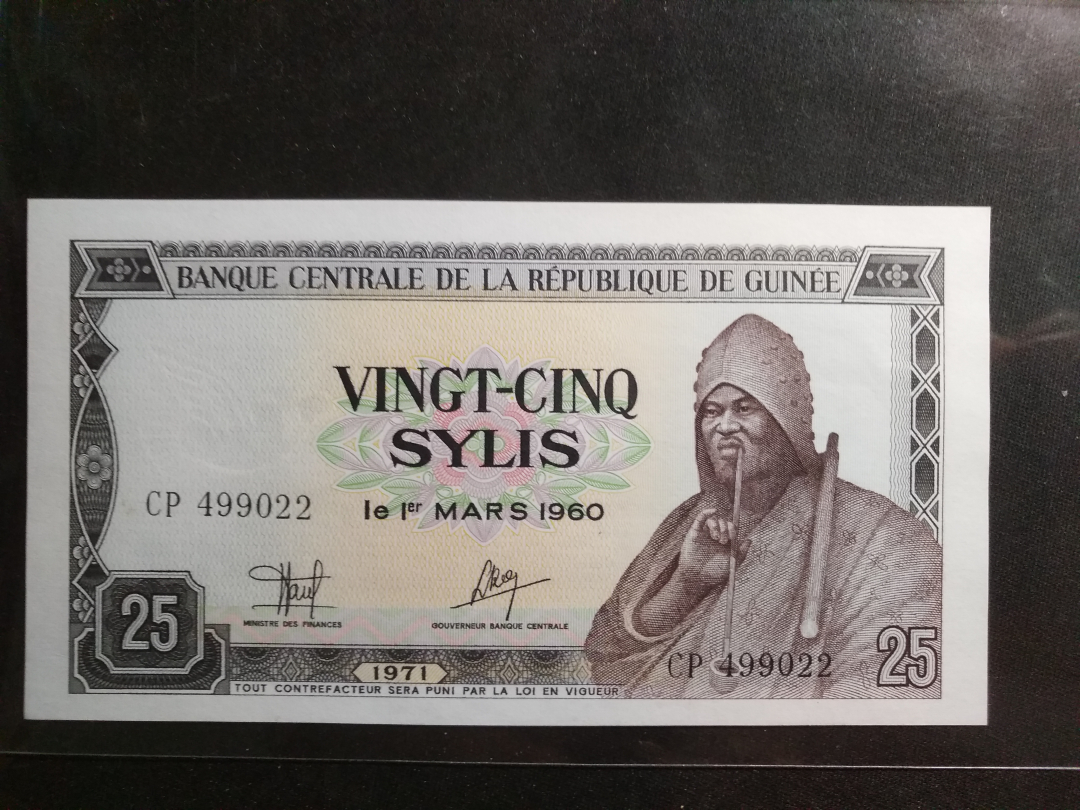 BANQUE CENTRALE DE LA RÉPUBLIQUE DE GUINÉE
VINGT-CINQ
SYLIS
CP 499022
le 1er MARS 1960
MINISTRE DES FINANCES
GOUVERNEUR BANQUE CENTRALE
25
CP 499022
25
1971
TOUT CONTREFACTEUR SERA PUNI PAR LA LOI EN VIGUEUR